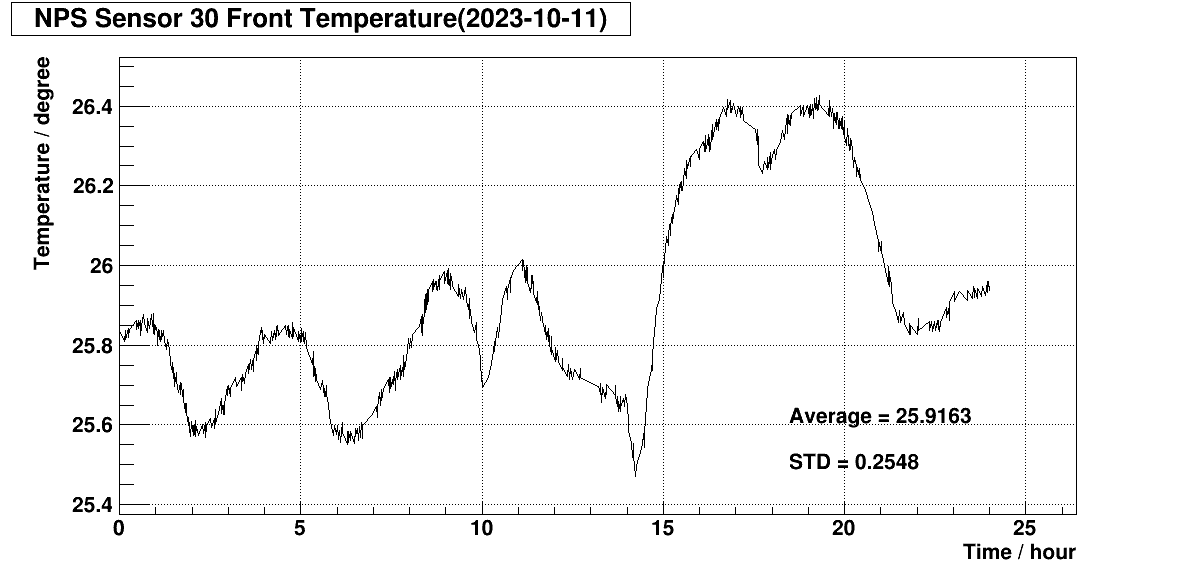 NPS Sensor 30 Front Temperature(2023-10-11)
Temperature / degree
26.4
26.2
26
25.8
25.6
25.4
Average = 25.9163
STD = 0.2548
0 5 10 15 20 25
Time / hour